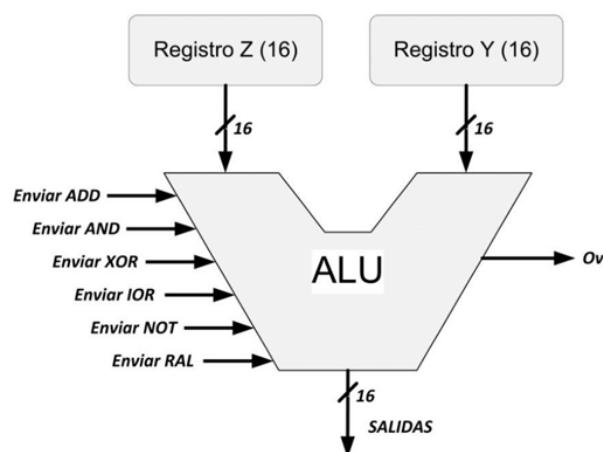 Registro Z (16)
Registro Y (16)
16
16
Enviar ADD
Enviar AND
Enviar XOR
Enviar IOR
Enviar NOT
Enviar RAL
ALU
Ov
16
SALIDAS